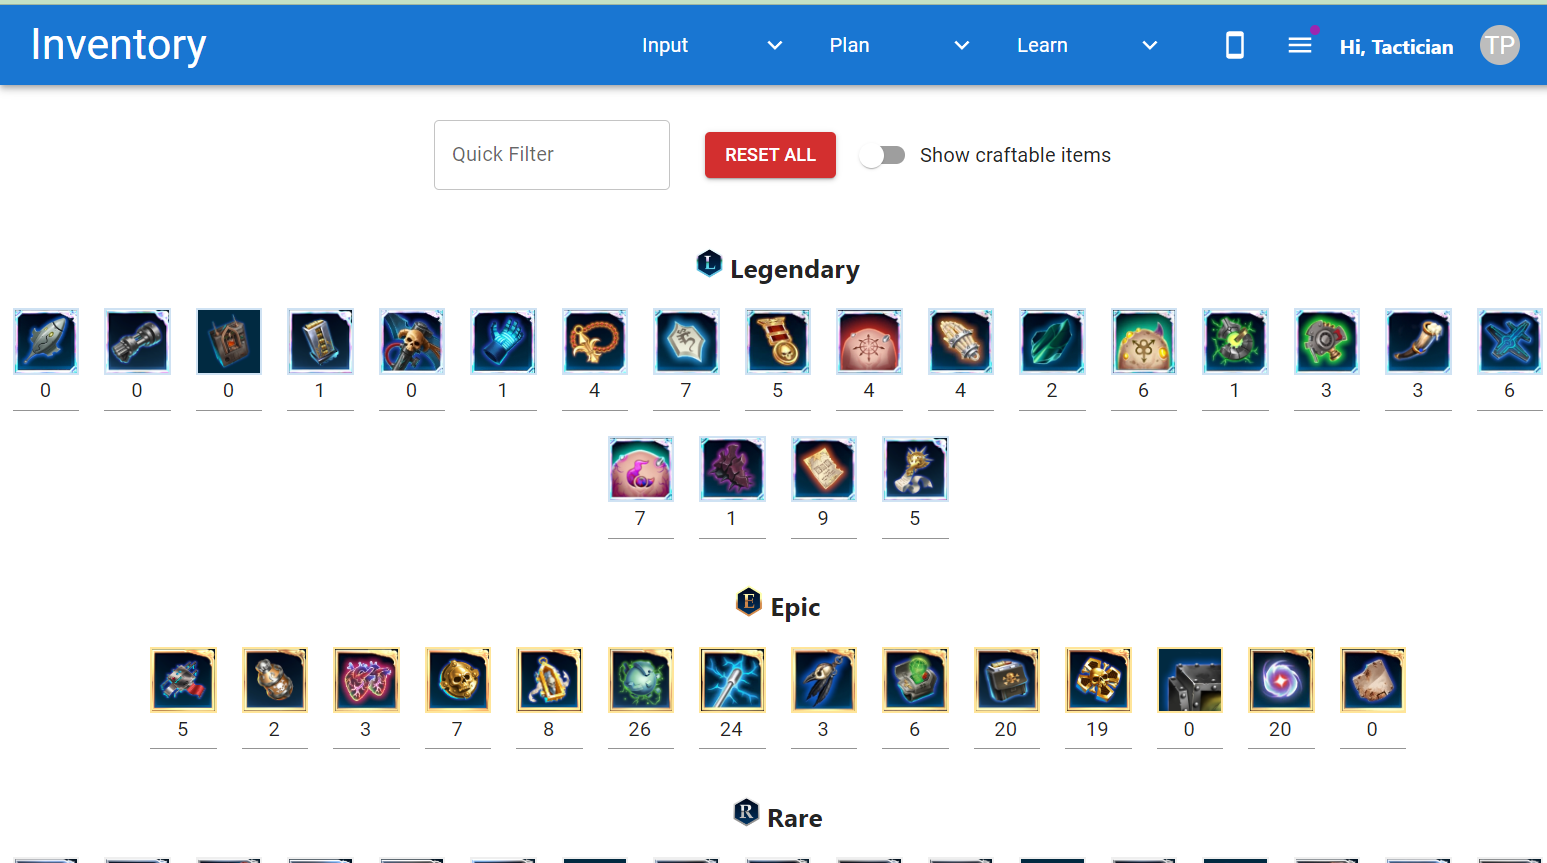 Inventory
Input Plan Learn Hi, Tactician TP
Quick Filter RESET ALL Show craftable items
L Legendary
0 0 0 1 0 1 4 7 5 4 4 2 6 1 3 3 6
7 1 9 5
E Epic
5 2 3 7 8 26 24 3 6 20 19 0 20 0
R Rare